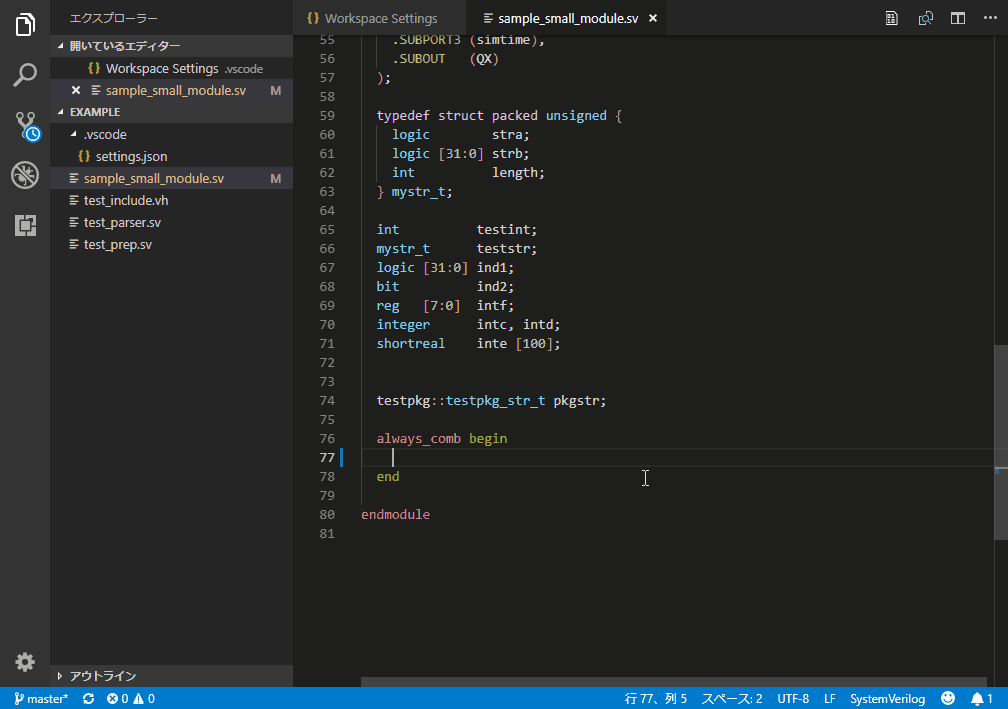 エクスプローラー
開いているエディター
{} Workspace Settings .vscode
× sample_small_module.sv M
EXAMPLE
.vscode
{} settings.json
sample_small_module.sv M
test_include.vh
test_parser.sv
test_prep.sv
アウトライン
{} Workspace Settings
sample_small_module.sv ×
55 .SUBPORT3 (simtime),
56 .SUBOUT (QX)
57 );
58
59 typedef struct packed unsigned {
60 logic stra;
61 logic [31:0] strb;
62 int length;
63 } mystr_t;
64
65 int testint;
66 mystr_t teststr;
67 logic [31:0] ind1;
68 bit ind2;
69 reg [7:0] intf;
70 integer intc, intd;
71 shortreal inte [100];
72
73
74 testpkg::testpkg_str_t pkgstr;
75
76 always_comb begin
77
78 end
79
80 endmodule
81
master* 0 0 行 77、列 5 スペース: 2 UTF-8 LF SystemVerilog 1